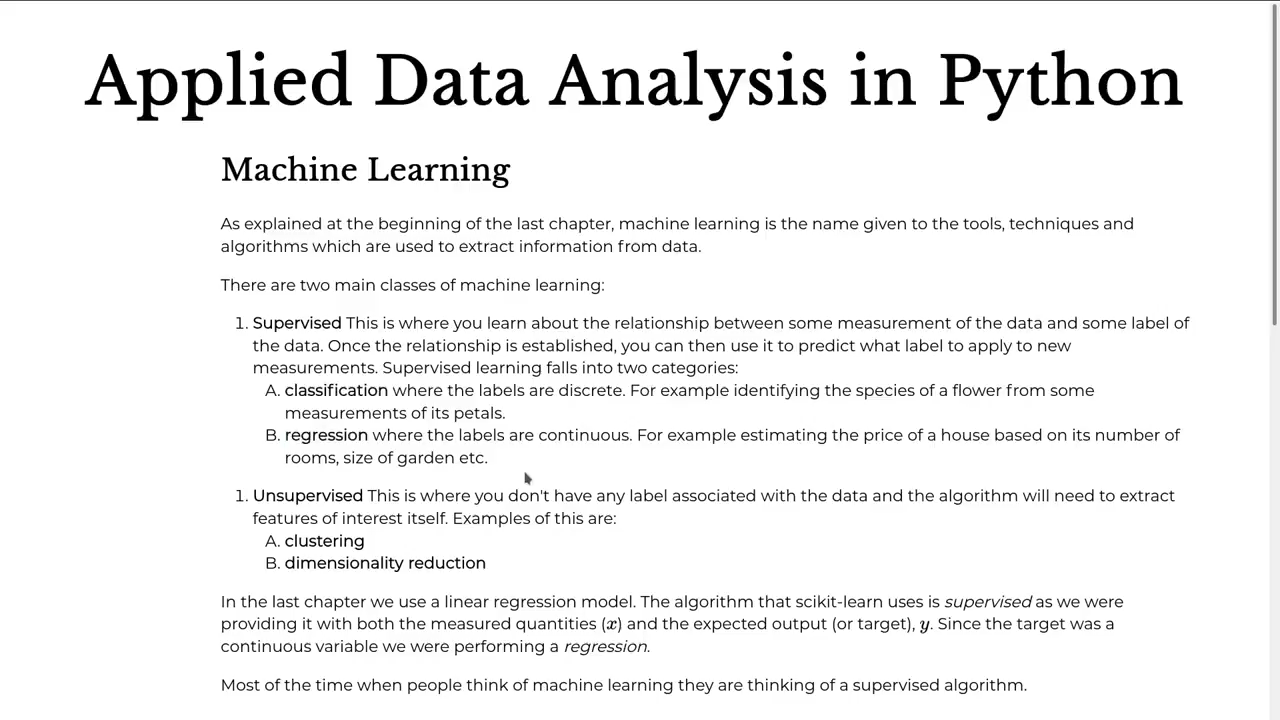 Applied Data Analysis in Python
Machine Learning
As explained at the beginning of the last chapter, machine learning is the name given to the tools, techniques and
algorithms which are used to extract information from data.
There are two main classes of machine learning:
1. Supervised This is where you learn about the relationship between some measurement of the data and some label of
the data. Once the relationship is established, you can then use it to predict what label to apply to new
measurements. Supervised learning falls into two categories:
A. classification where the labels are discrete. For example identifying the species of a flower from some
measurements of its petals.
B. regression where the labels are continuous. For example estimating the price of a house based on its number of
rooms, size of garden etc.
1. Unsupervised This is where you don't have any label associated with the data and the algorithm will need to extract
features of interest itself. Examples of this are:
A. clustering
B. dimensionality reduction
In the last chapter we use a linear regression model. The algorithm that scikit-learn uses is supervised as we were
providing it with both the measured quantities (x) and the expected output (or target), y. Since the target was a
continuous variable we were performing a regression.
Most of the time when people think of machine learning they are thinking of a supervised algorithm.